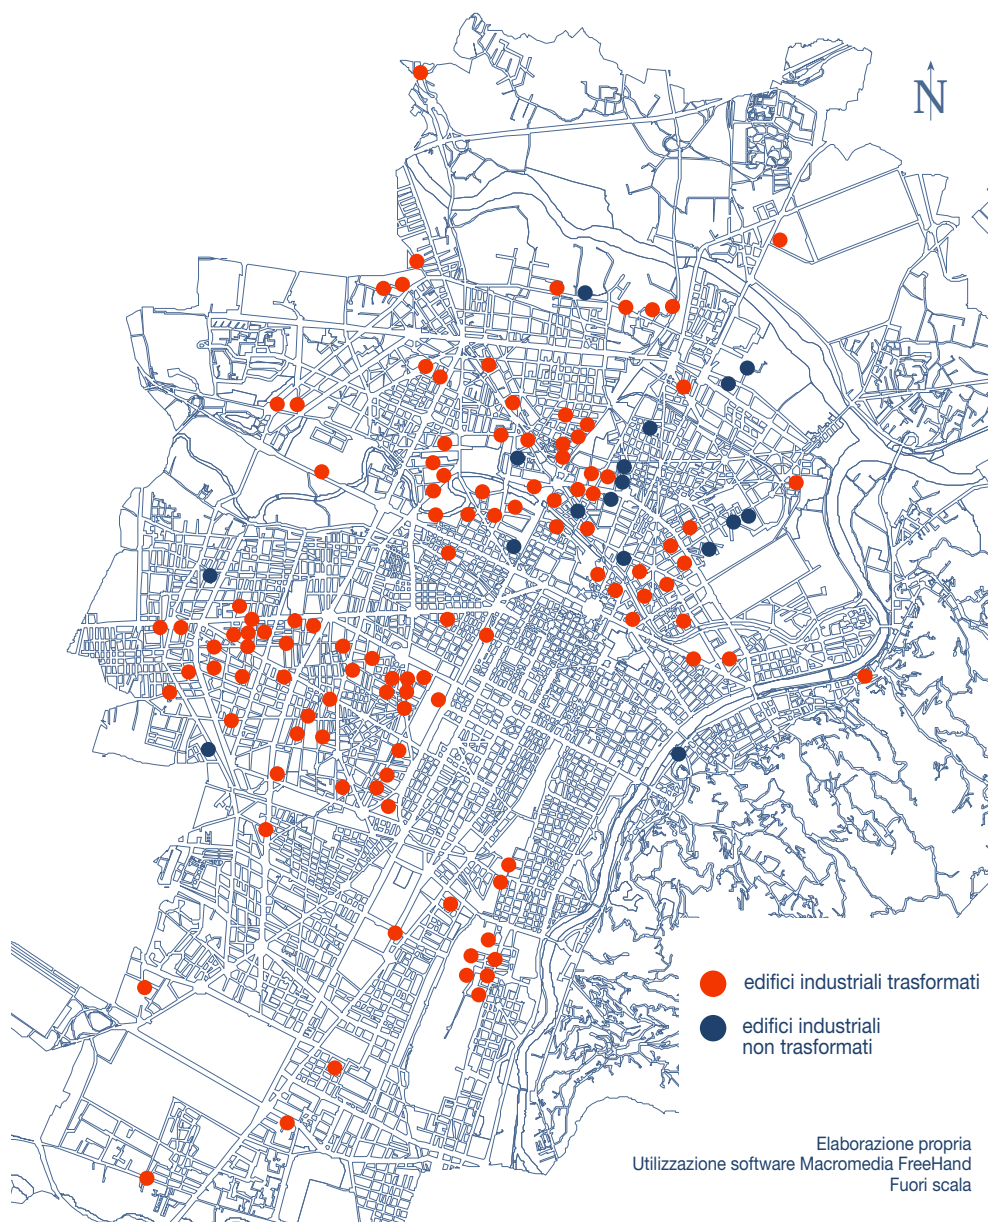 N
edifici industriali trasformati
edifici industriali
non trasformati
Elaborazione propria
Utilizzazione software Macromedia FreeHand
Fuori scala